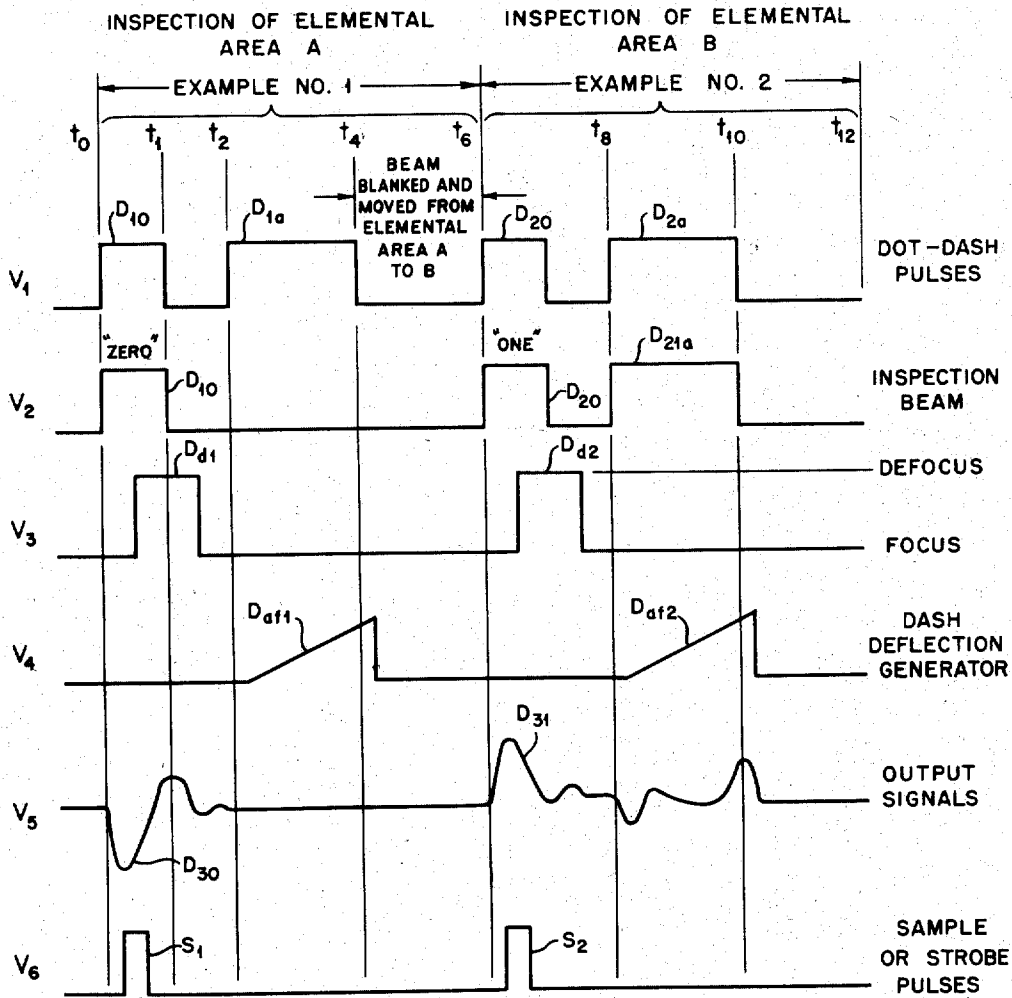 INSPECTION OF ELEMENTAL
AREA A
INSPECTION OF ELEMENTAL
AREA B
EXAMPLE NO. 1
EXAMPLE NO. 2
t0 t1 t2 t4 t6 t8 t10 t12
BEAM
BLANKED AND
MOVED FROM
ELEMENTAL
AREA A
TO B
V1 D10 D1a D20 D2a
DOT-DASH
PULSES
"ZERO" "ONE"
V2 D10 D20 D21a
INSPECTION
BEAM
V3 Dd1 Dd2
DEFOCUS
FOCUS
V4 Daf1 Daf2
DASH
DEFLECTION
GENERATOR
V5 D30 D31
OUTPUT
SIGNALS
V6 S1 S2
SAMPLE
OR STROBE
PULSES